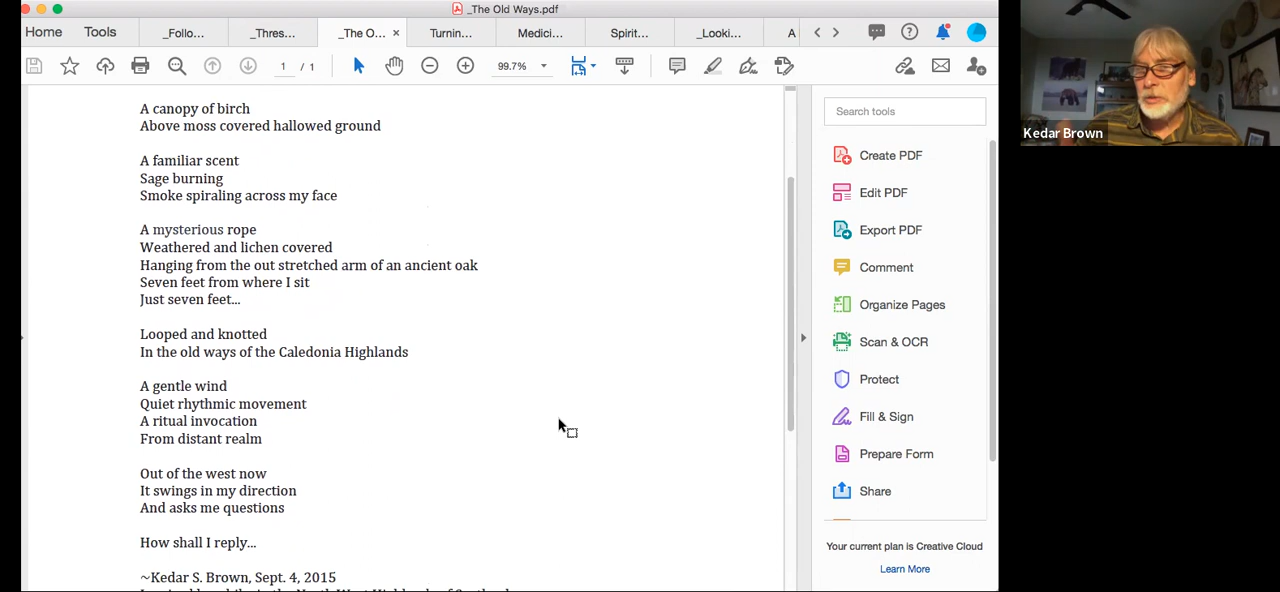 _The Old Ways.pdf
Home
Tools
_Follo...
_Thres...
_The O... ×
Turnin...
Medici...
Spirit...
_Looki...
A
1 / 1
99.7%
A canopy of birch
Above moss covered hallowed ground
A familiar scent
Sage burning
Smoke spiraling across my face
A mysterious rope
Weathered and lichen covered
Hanging from the out stretched arm of an ancient oak
Seven feet from where I sit
Just seven feet...
Looped and knotted
In the old ways of the Caledonia Highlands
A gentle wind
Quiet rhythmic movement
A ritual invocation
From distant realm
Out of the west now
It swings in my direction
And asks me questions
How shall I reply...
~Kedar S. Brown, Sept. 4, 2015
Search tools
Create PDF
Edit PDF
Export PDF
Comment
Organize Pages
Scan & OCR
Protect
Fill & Sign
Prepare Form
Share
Your current plan is Creative Cloud
Learn More
Kedar Brown